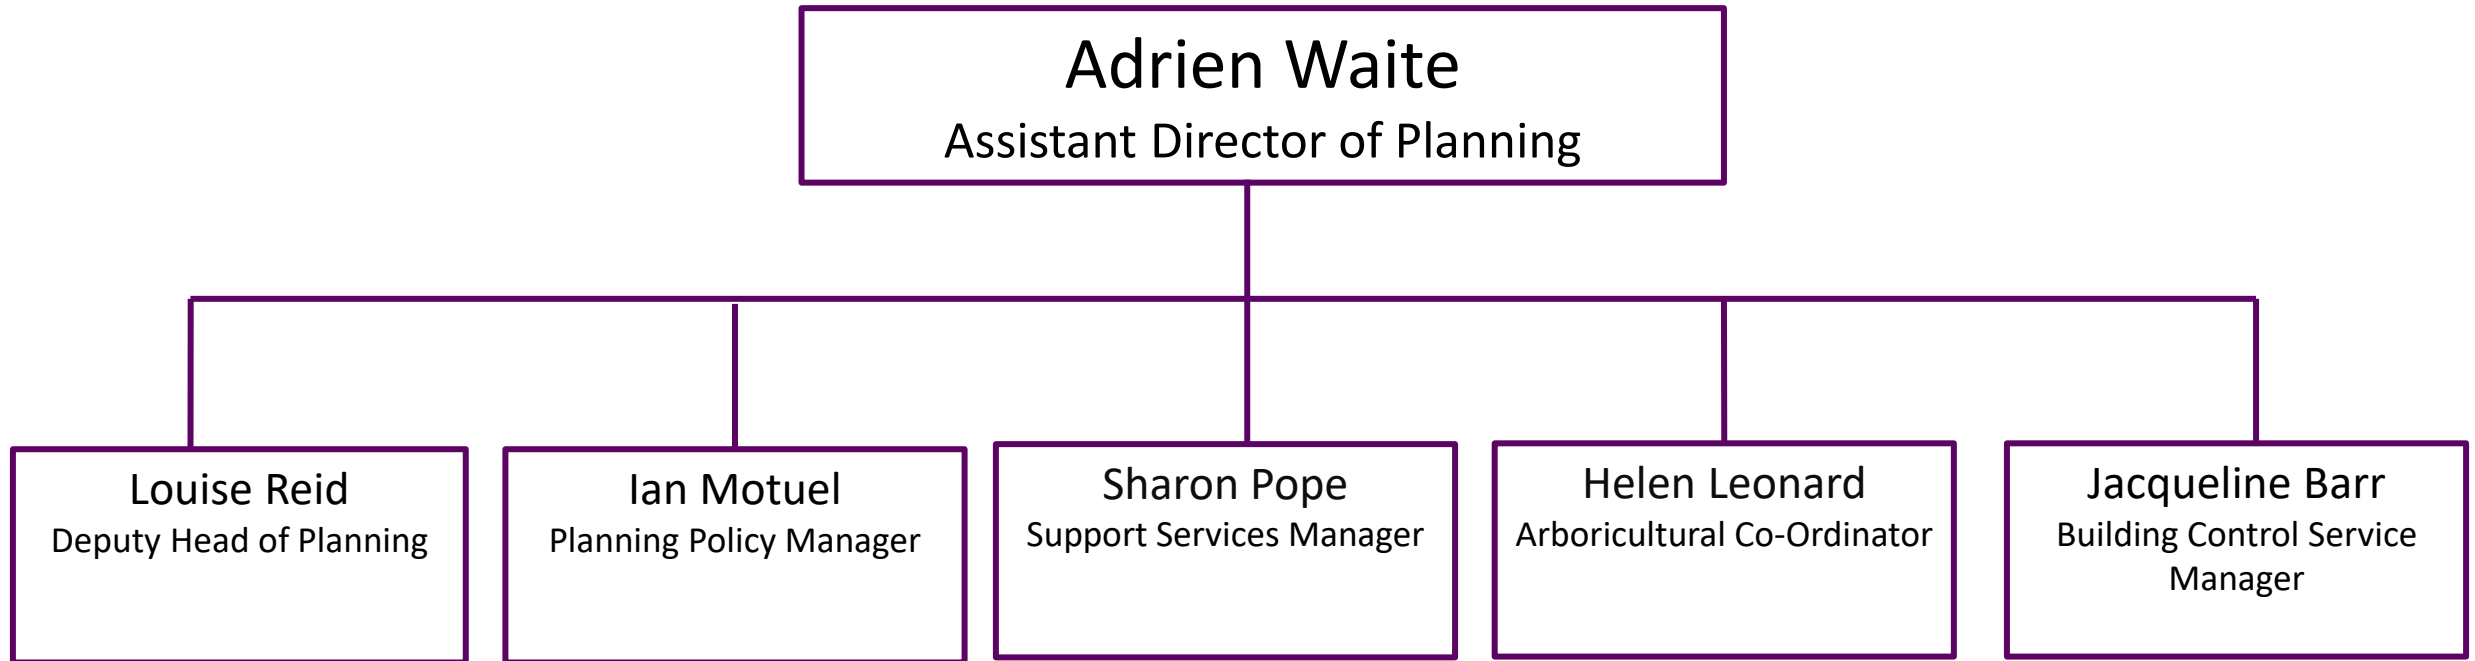 Adrien Waite
Assistant Director of Planning
Louise Reid
Deputy Head of Planning
Ian Motuel
Planning Policy Manager
Sharon Pope
Support Services Manager
Helen Leonard
Arboricultural Co-Ordinator
Jacqueline Barr
Building Control Service
Manager